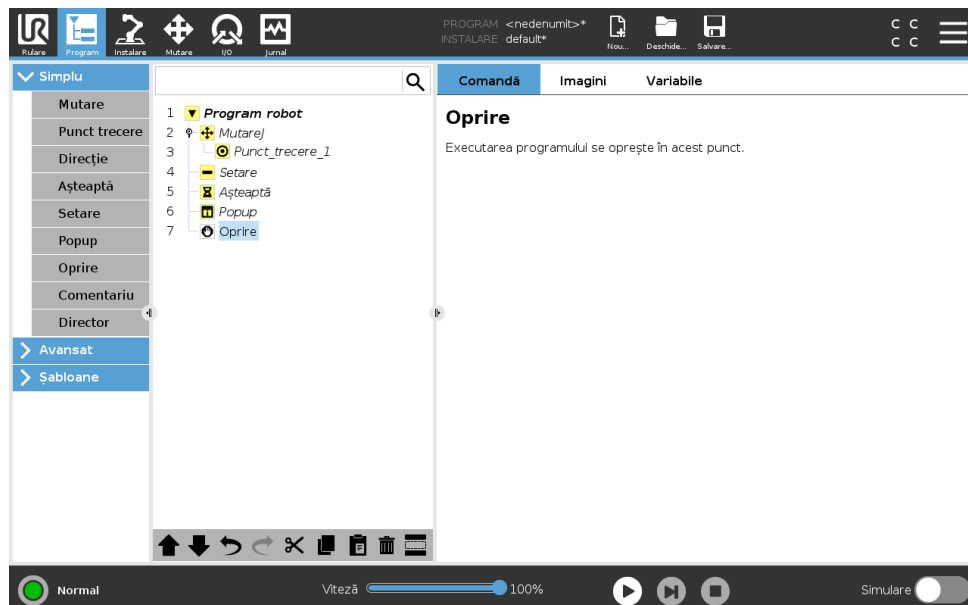 Rulare
Program
Instalare
Mutare
I/O
Jurnal
PROGRAM <nedenumit>*
INSTALARE default*
Nou...
Deschide...
Salvare...
C C
C C
Simplu
Mutare
Punct trecere
Direcție
Așteaptă
Setare
Popup
Oprire
Comentariu
Director
Avansat
Șabloane
1 Program robot
2 MutareJ
3 Punct_trecere_1
4 Setare
5 Așteaptă
6 Popup
7 Oprire
Comandă Imagini Variabile
Oprire
Executarea programului se oprește în acest punct.
Normal
Viteză 100%
Simulare